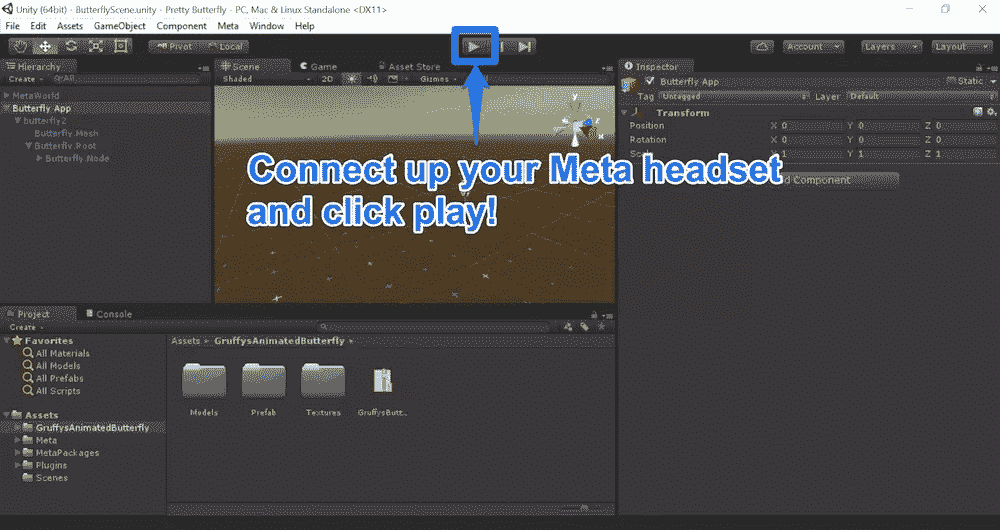 Unity (64bit) - ButterflyScene.unity - Pretty Butterfly - PC, Mac & Linux Standalone <DX11>
File Edit Assets GameObject Component Meta Window Help
Pivot Local Account Layers Layout
Hierarchy
Create All
MetaWorld
Butterfly App
butterfly2
Butterfly.Mesh
Butterfly.Root
Butterfly.Node
Scene Game Asset Store
Shaded 2D Gizmos
y
Connect up your Meta headset
and click play!
Inspector
Butterfly App Static
Tag Untagged Layer Default
Transform
Position X 0 Y 0 Z 0
Rotation X 0 Y 0 Z 0
X 1 Y 1 Z 1
Component
Project Console
Create
Favorites
All Materials
All Models
All Prefabs
All Scripts
Assets
GruffysAnimatedButterfly
Meta
MetaPackages
Plugins
Scenes
Assets GruffysAnimatedButterfly
Models Prefab Textures GruffysButt...